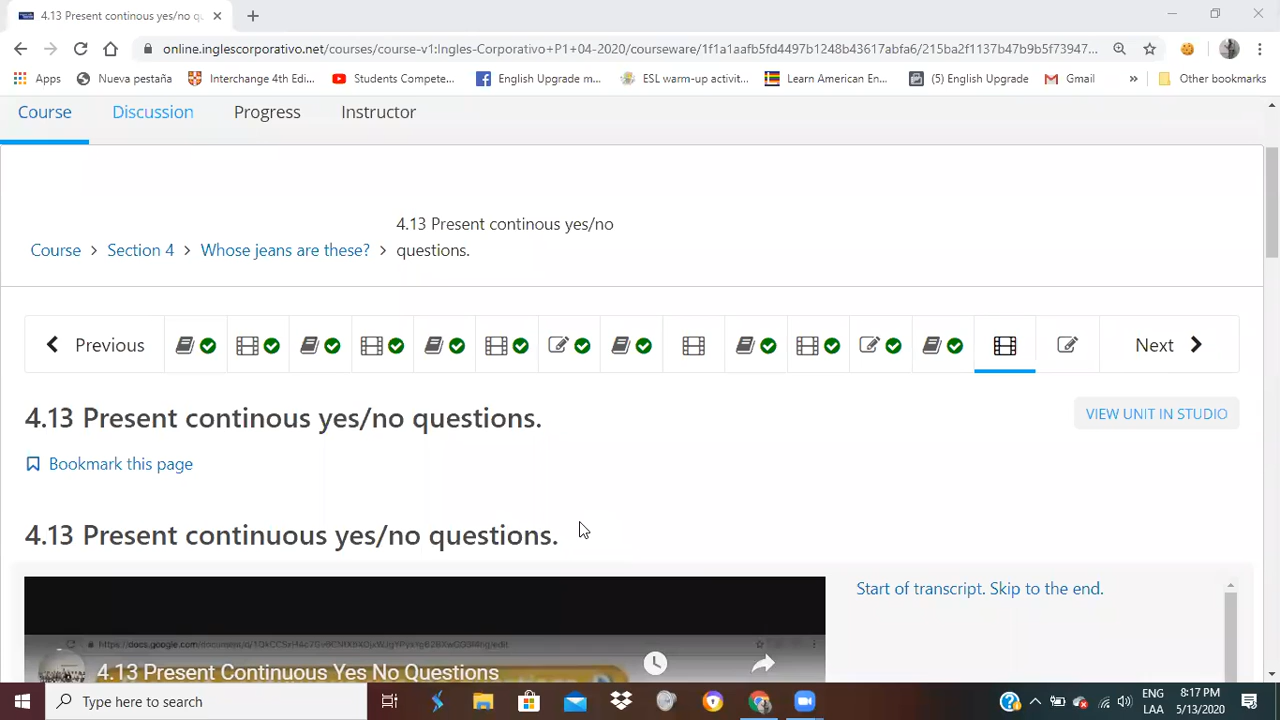 4.13 Present continous yes/no qu
online.inglescorporativo.net/courses/course-v1:Ingles-Corporativo+P1+04-2020/courseware/1f1a1aafb5fd4497b1248b43617abfa6/215ba2f1137b47b9b5f73947...
Apps Nueva pestaña Interchange 4th Edi... Students Compete... English Upgrade m... ESL warm-up activit... Learn American En... (5) English Upgrade Gmail » Other bookmarks
Course Discussion Progress Instructor
4.13 Present continous yes/no
Course > Section 4 > Whose jeans are these? > questions.
Previous Next
4.13 Present continous yes/no questions.
VIEW UNIT IN STUDIO
Bookmark this page
4.13 Present continuous yes/no questions.
Start of transcript. Skip to the end.
4.13 Present Continuous Yes No Questions
Type here to search
ENG 8:17 PM
LAA 5/13/2020